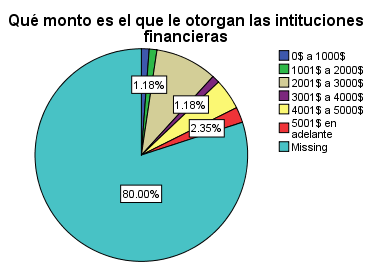 Qué monto es el que le otorgan las intituciones
financieras
0$ a 1000$
1001$ a 2000$
2001$ a 3000$
3001$ a 4000$
4001$ a 5000$
5001$ en
adelante
Missing
1.18%
1.18%
2.35%
80.00%